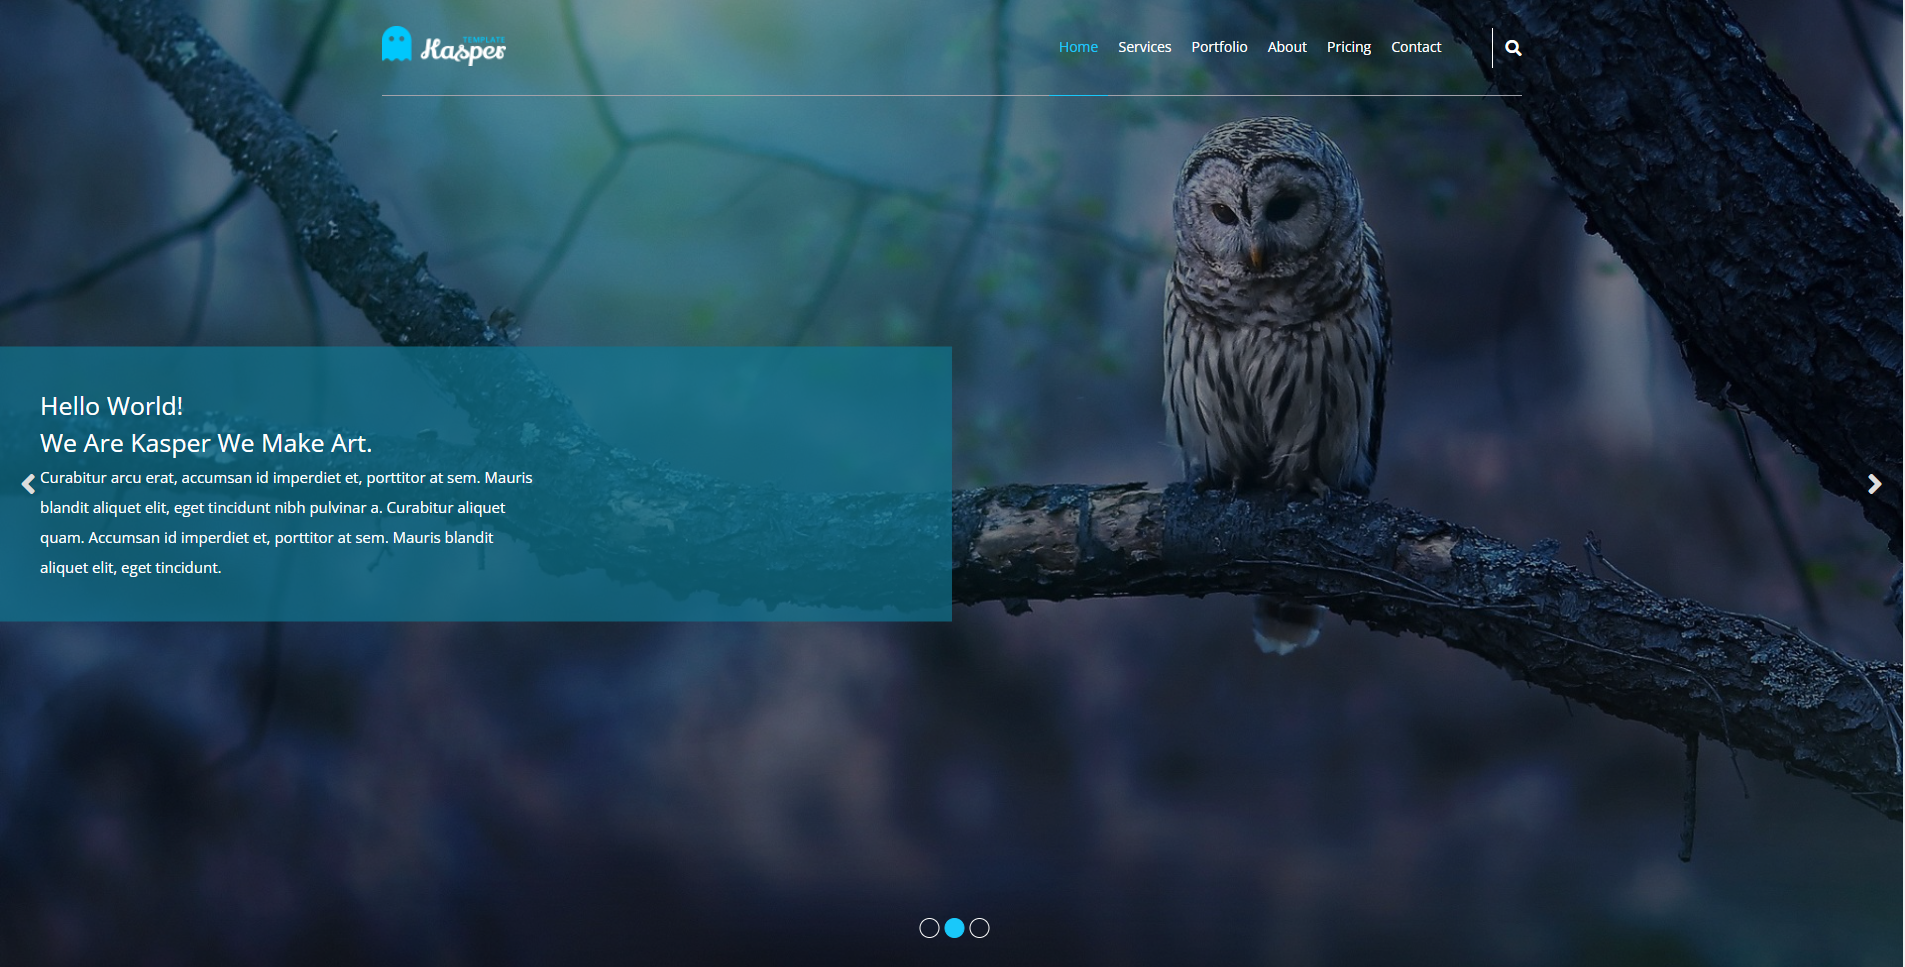 TEMPLATE
Kasper
Home Services Portfolio About Pricing Contact
Hello World!
We Are Kasper We Make Art.
Curabitur arcu erat, accumsan id imperdiet et, porttitor at sem. Mauris
blandit aliquet elit, eget tincidunt nibh pulvinar a. Curabitur aliquet
quam. Accumsan id imperdiet et, porttitor at sem. Mauris blandit
aliquet elit, eget tincidunt.